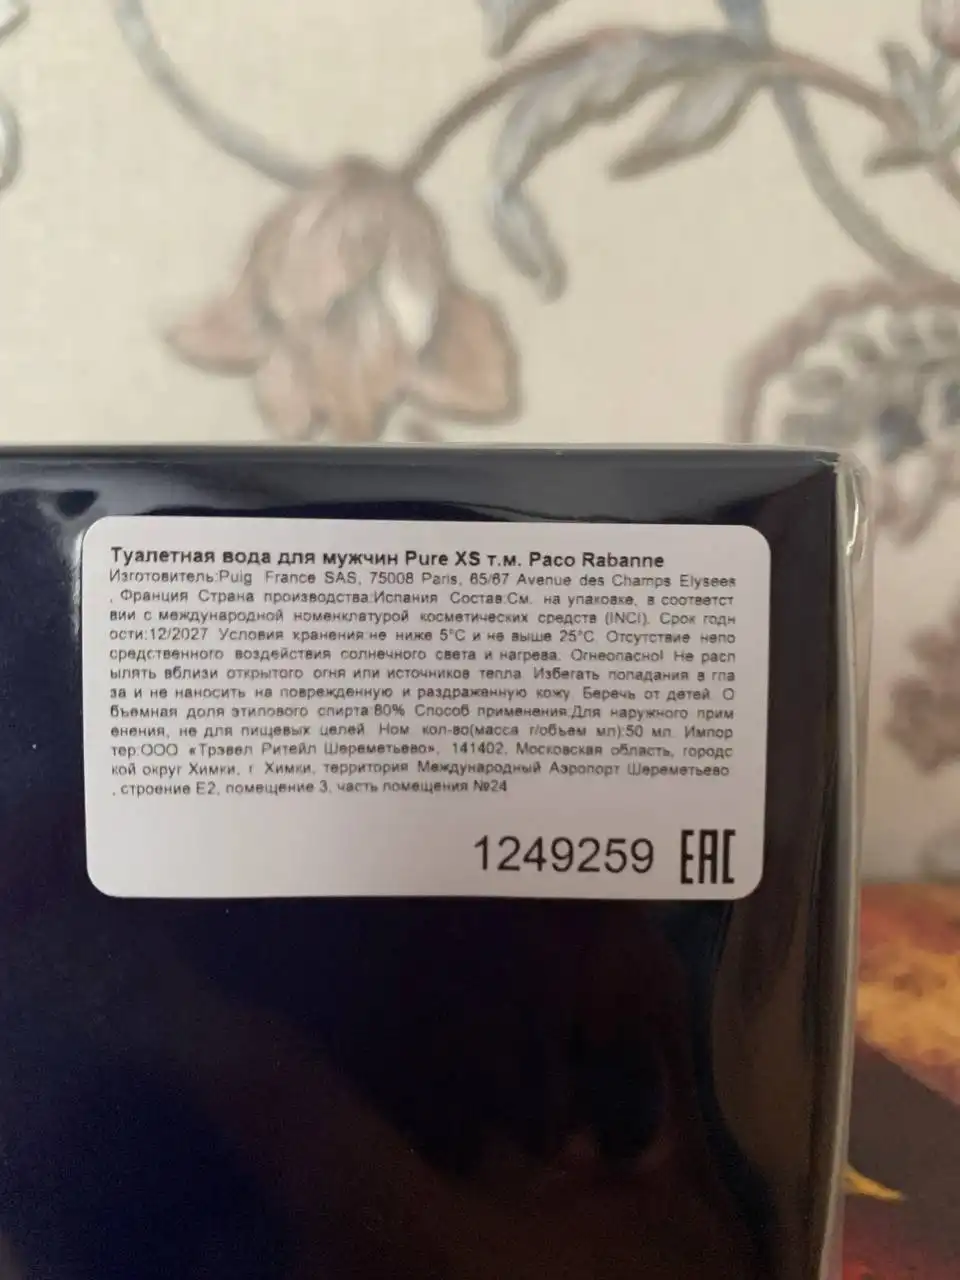 Туалетная вода для мужчин Pure XS т.м. Paco Rabanne
Изготовитель:Puig France SAS, 75008 Paris, 65/67 Avenue des Champs Elysees
, Франция Страна производства:Испания Состав:См. на упаковке, в соответст
вии с международной номенклатурой косметических средств (INCI). Срок годн
ости:12/2027 Условия хранения:не ниже 5°С и не выше 25°С. Отсутствие непо
средственного воздействия солнечного света и нагрева. Огнеопасно! Не расп
ылять вблизи открытого огня или источников тепла. Избегать попадания в гла
за и не наносить на поврежденную и раздраженную кожу. Беречь от детей. О
бъемная доля этилового спирта:80% Способ применения:Для наружного прим
енения, не для пищевых целей. Ном. кол-во(масса г/объем мл):50 мл. Импор
тер:ООО «Трэвел Ритейл Шереметьево», 141402, Московская область, городс
кой округ Химки, г. Химки, территория Международный Аэропорт Шереметьево
, строение Е2, помещение 3, часть помещения №24
1249259 EAC